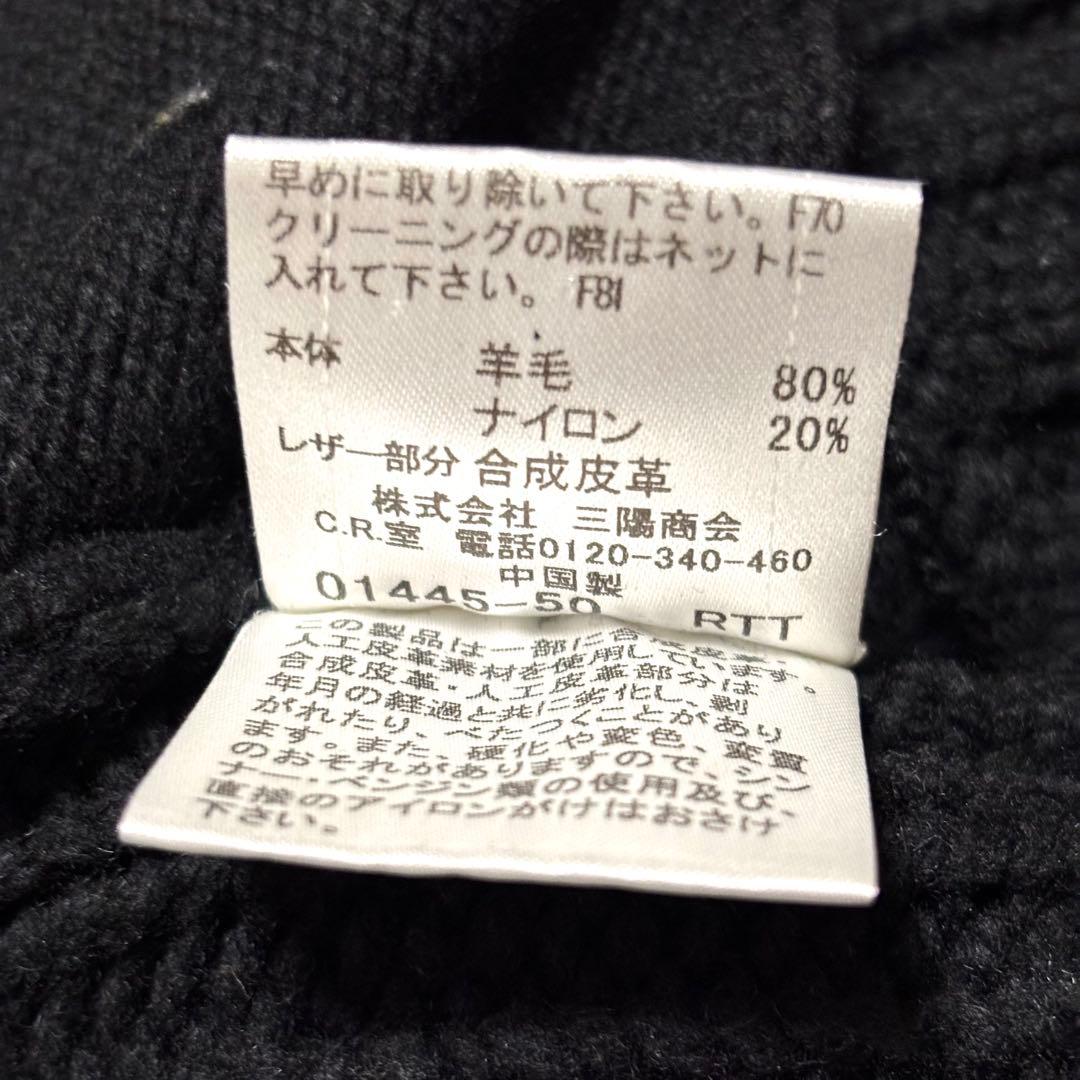 早めに取り除いて下さい。F70
クリーニングの際はネットに
入れて下さい。 F81
本体 羊毛 80%
ナイロン 20%
レザー部分 合成皮革
株式会社 三陽商会
C.R.室 電話0120-340-460
中国製
01445-50 RTT
この製品は一部に合成皮革、
人工皮革素材を使用しています。
合成皮革・人工皮革部分は
年月の経過と共に劣化し、剥
がれたり、べたつくことがあり
ます。また、硬化や変色、変質
のおそれがありますので、シン
ナー・ベンジン類の使用及び、
直接のアイロンがけはおさけ
下さい。